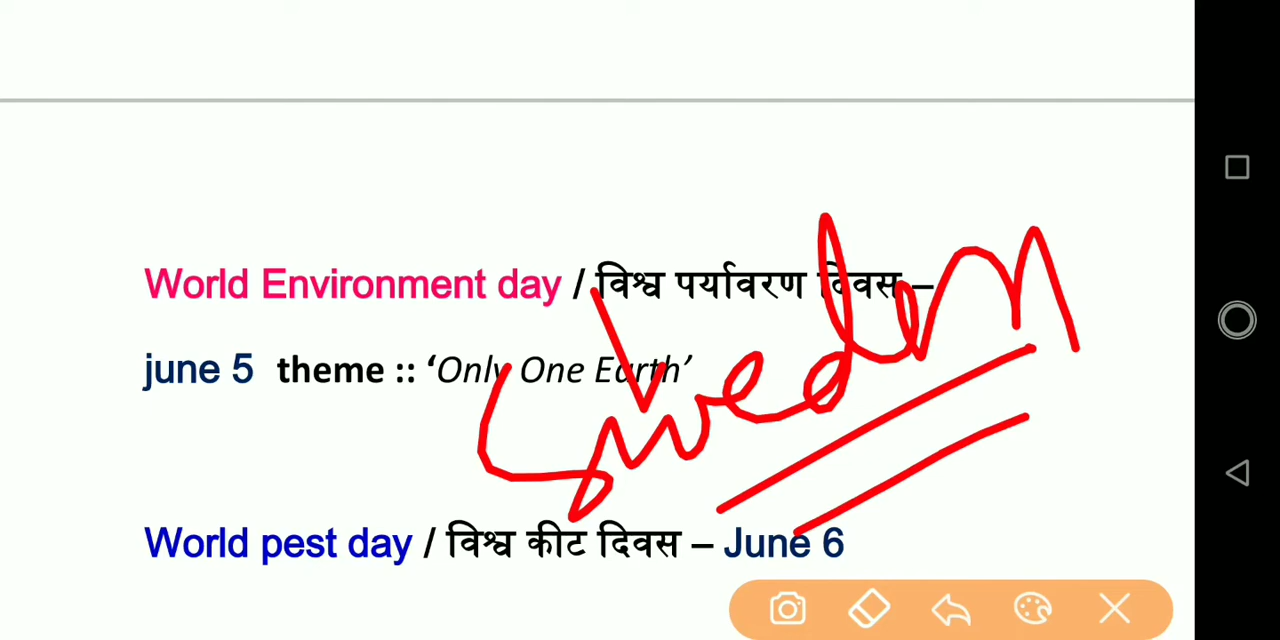 World Environment day / विश्व पर्यावरण दिवस –
june 5 theme :: ‘Only One Earth’
Sweden
World pest day / विश्व कीट दिवस – June 6